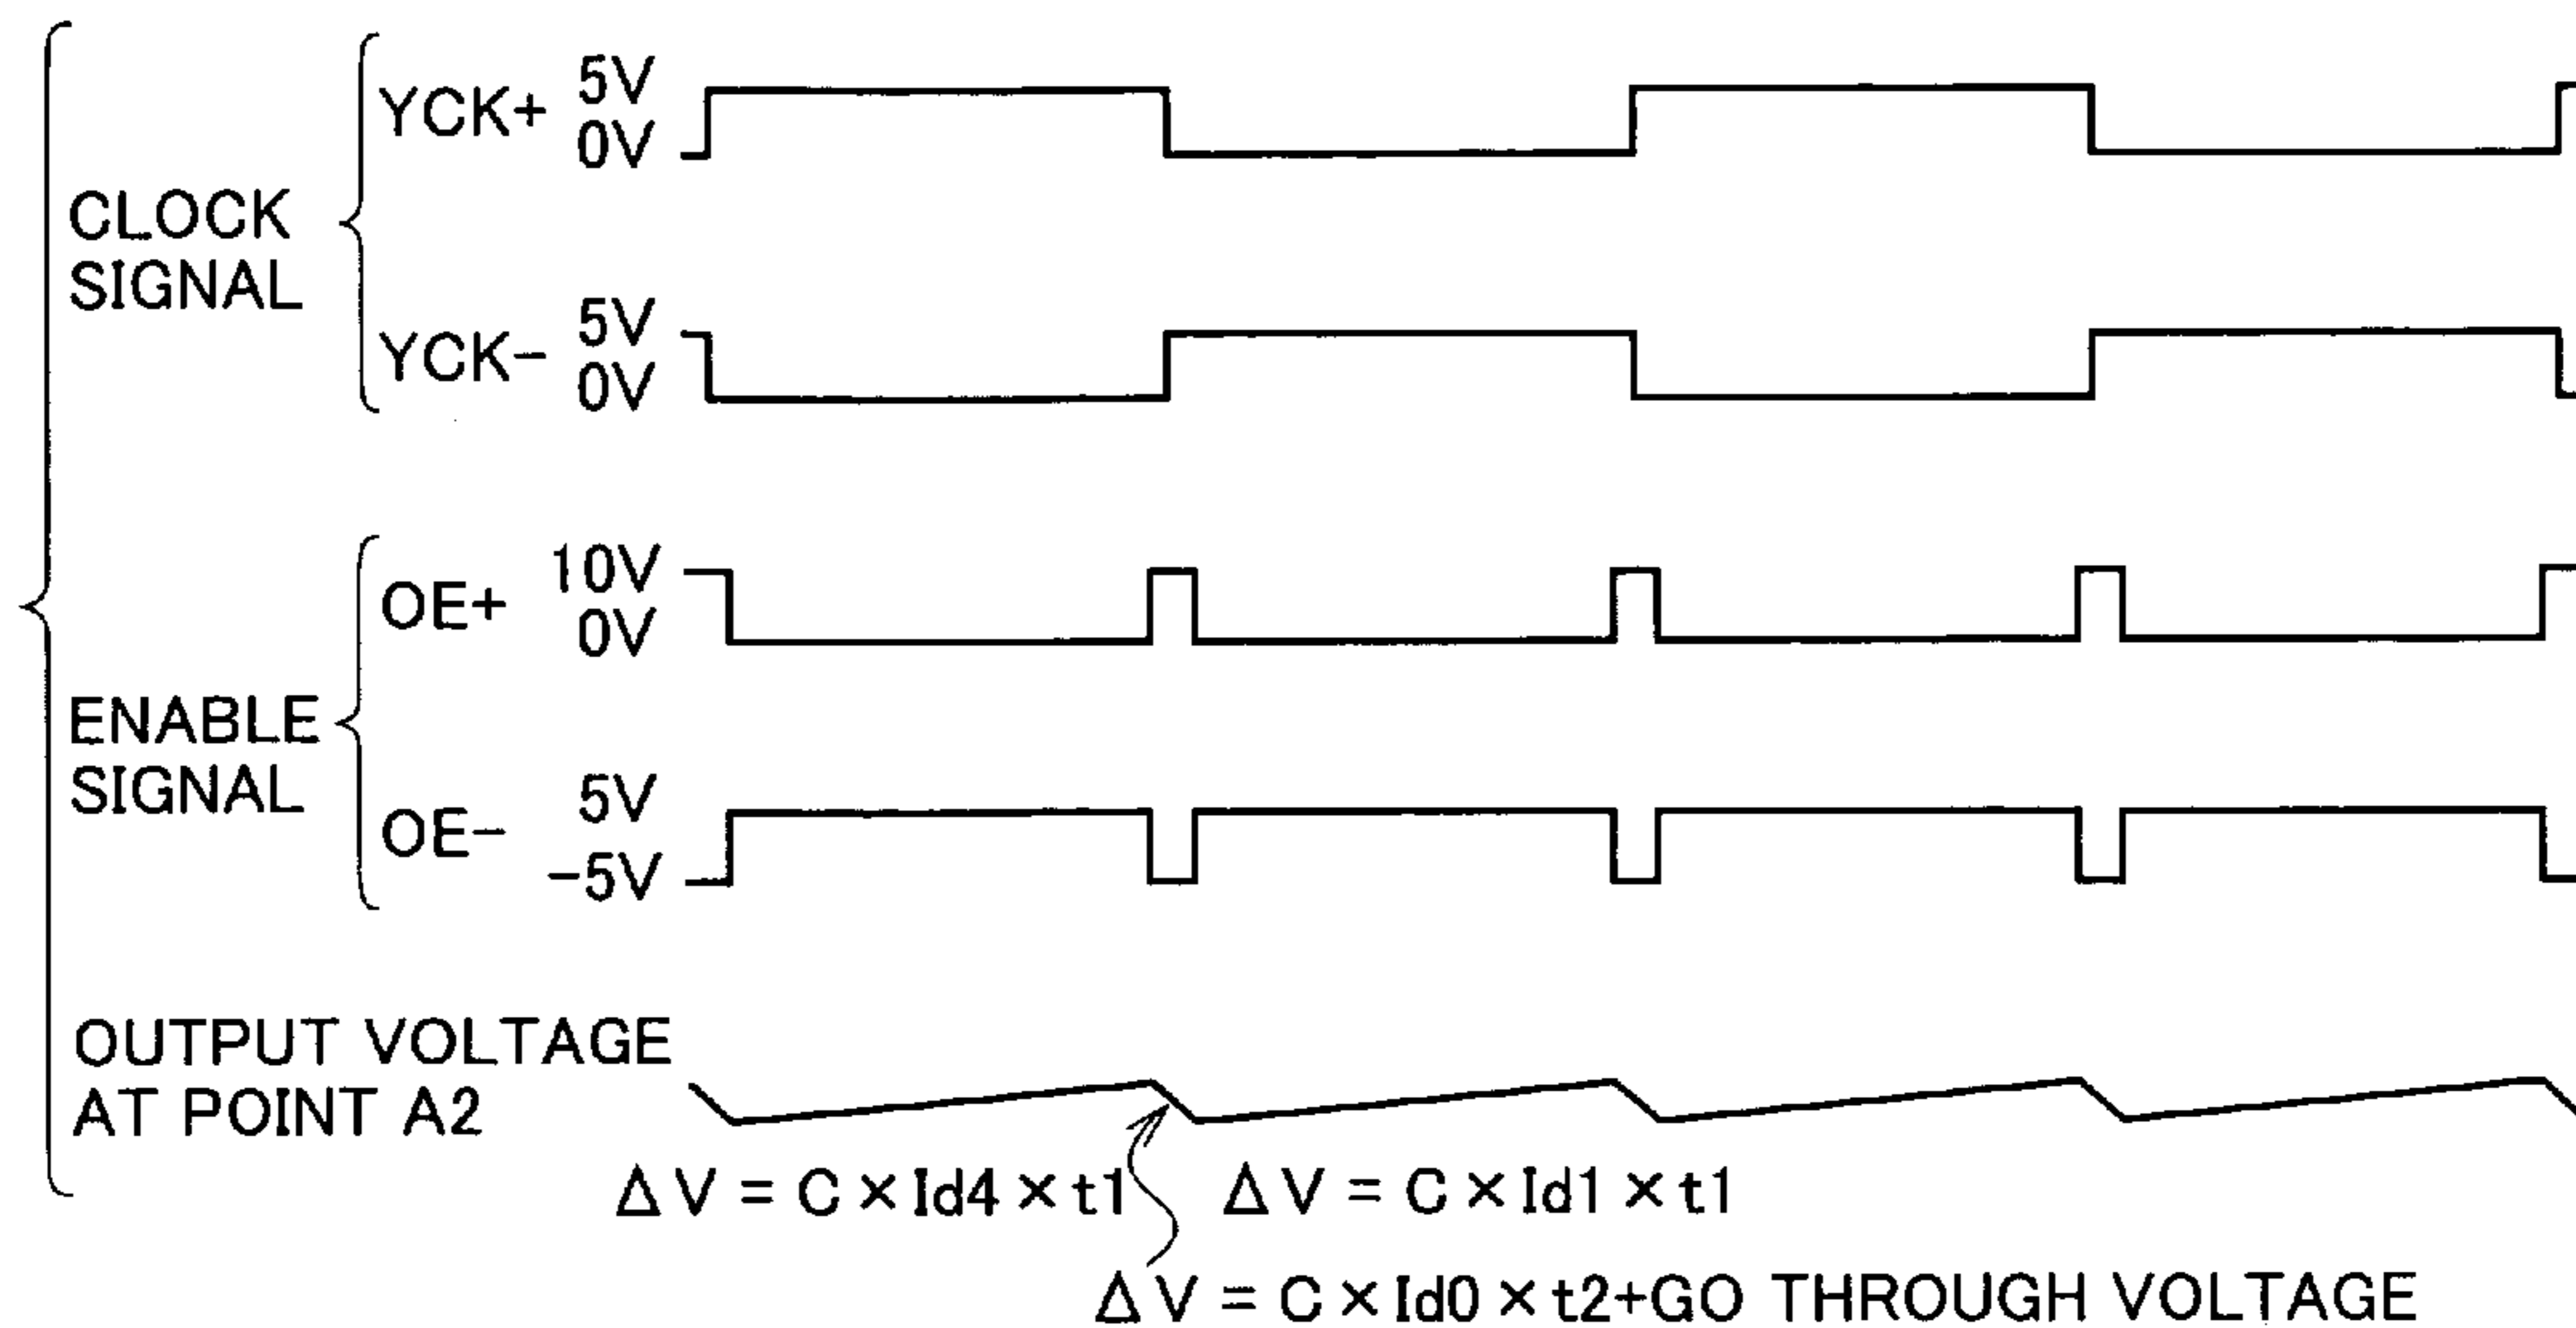 CLOCK
SIGNAL
YCK+
5V
0V
YCK−
5V
0V
ENABLE
SIGNAL
OE+
10V
0V
OE−
5V
−5V
OUTPUT VOLTAGE
AT POINT A2
ΔV = C × Id4 × t1
ΔV = C × Id1 × t1
ΔV = C × Id0 × t2+GO THROUGH VOLTAGE